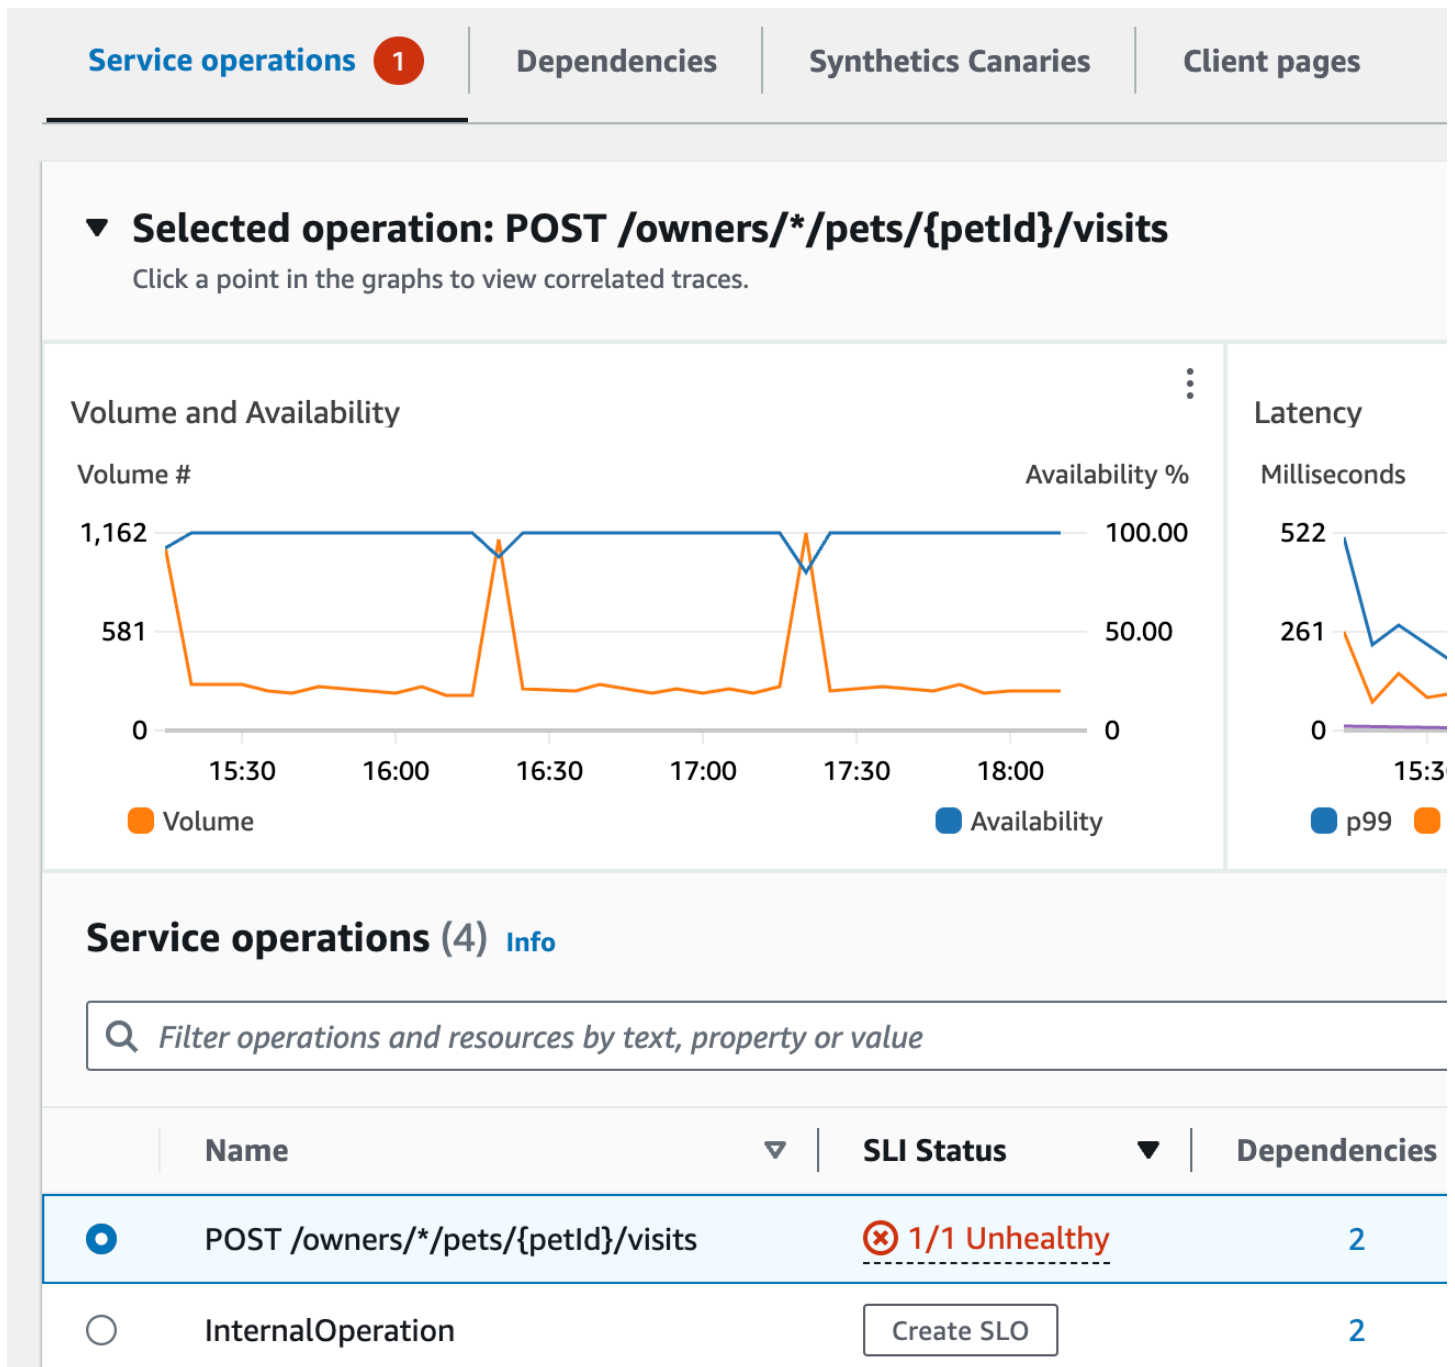 Service operations 1 Dependencies Synthetics Canaries Client pages
Selected operation: POST /owners/*/pets/{petId}/visits
Click a point in the graphs to view correlated traces.
Volume and Availability
Volume # Availability %
1,162 100.00
581 50.00
0 0
15:30 16:00 16:30 17:00 17:30 18:00
Volume Availability
Latency
Milliseconds
522
261
0
15:3
p99
Service operations (4) Info
Filter operations and resources by text, property or value
Name SLI Status Dependencies
POST /owners/*/pets/{petId}/visits 1/1 Unhealthy 2
InternalOperation Create SLO 2